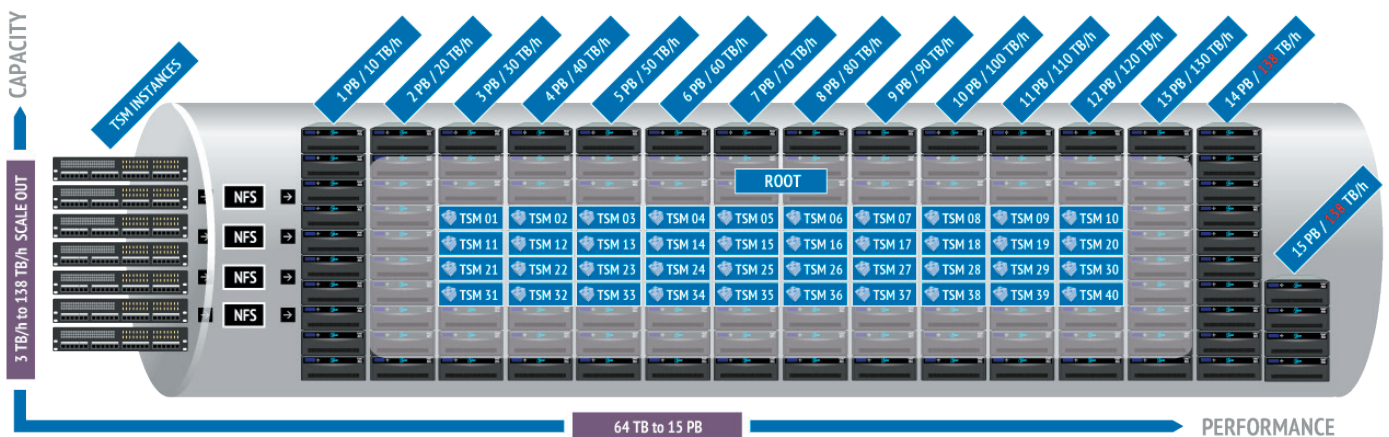 CAPACITY
3 TB/h to 138 TB/h SCALE OUT
TSM INSTANCES
1 PB / 10 TB/h
2 PB / 20 TB/h
3 PB / 30 TB/h
4 PB / 40 TB/h
5 PB / 50 TB/h
6 PB / 60 TB/h
7 PB / 70 TB/h
8 PB / 80 TB/h
9 PB / 90 TB/h
10 PB / 100 TB/h
11 PB / 110 TB/h
12 PB / 120 TB/h
13 PB / 130 TB/h
14 PB / 138 TB/h
15 PB / 138 TB/h
NFS
NFS
NFS
NFS
ROOT
TSM 01 TSM 02 TSM 03 TSM 04 TSM 05 TSM 06 TSM 07 TSM 08 TSM 09 TSM 10
TSM 11 TSM 12 TSM 13 TSM 14 TSM 15 TSM 16 TSM 17 TSM 18 TSM 19 TSM 20
TSM 21 TSM 22 TSM 23 TSM 24 TSM 25 TSM 26 TSM 27 TSM 28 TSM 29 TSM 30
TSM 31 TSM 32 TSM 33 TSM 34 TSM 35 TSM 36 TSM 37 TSM 38 TSM 39 TSM 40
64 TB to 15 PB
PERFORMANCE